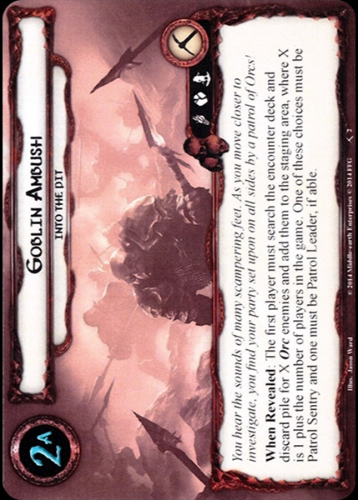 2A
Goblin Ambush
INTO THE PIT
You hear the sounds of many scampering feet. As you move closer to
investigate, you find your party set upon on all sides by a patrol of Orcs!
When Revealed: The first player must search the encounter deck and
discard pile for X Orc enemies and add them to the staging area, where X
is 1 plus the number of players in the game. One of these choices must be
Patrol Sentry and one must be Patrol Leader, if able.
Illus. Jason Ward © 2014 Middle-earth Enterprises © 2014 FFG 2